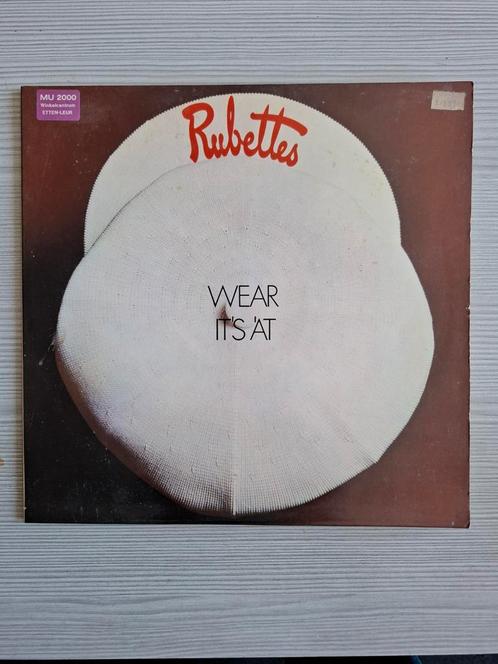 MU 2000
Winkelcentrum
ETTEN-LEUR
Rubettes
WEAR
IT'S 'AT